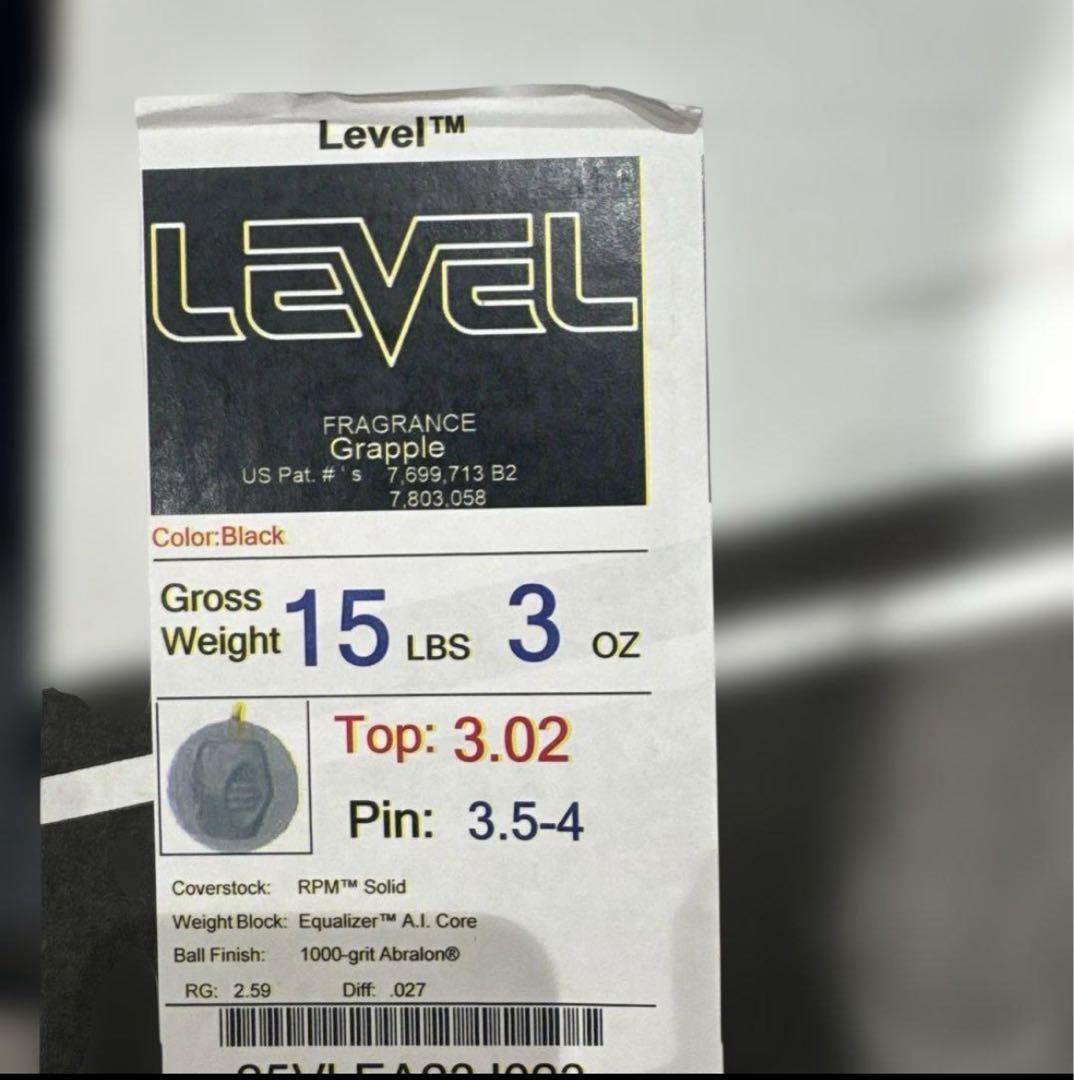 Level™
LEVEL
FRAGRANCE
Grapple
US Pat. #'s 7,699,713 B2
7,803,058
Color:Black
Gross
Weight 15 LBS 3 OZ
Top: 3.02
Pin: 3.5-4
Coverstock: RPM™ Solid
Weight Block: Equalizer™ A.I. Core
Ball Finish: 1000-grit Abralon®
RG: 2.59 Diff: .027